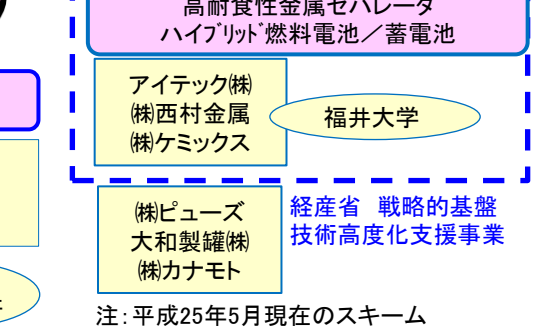 高耐食性金属セパレータ
ハイブリッド燃料電池／蓄電池
アイテック㈱
㈱西村金属
㈱ケミックス
福井大学
㈱ピューズ
大和製罐㈱
㈱カナモト
経産省　戦略的基盤
技術高度化支援事業
注：平成25年5月現在のスキーム